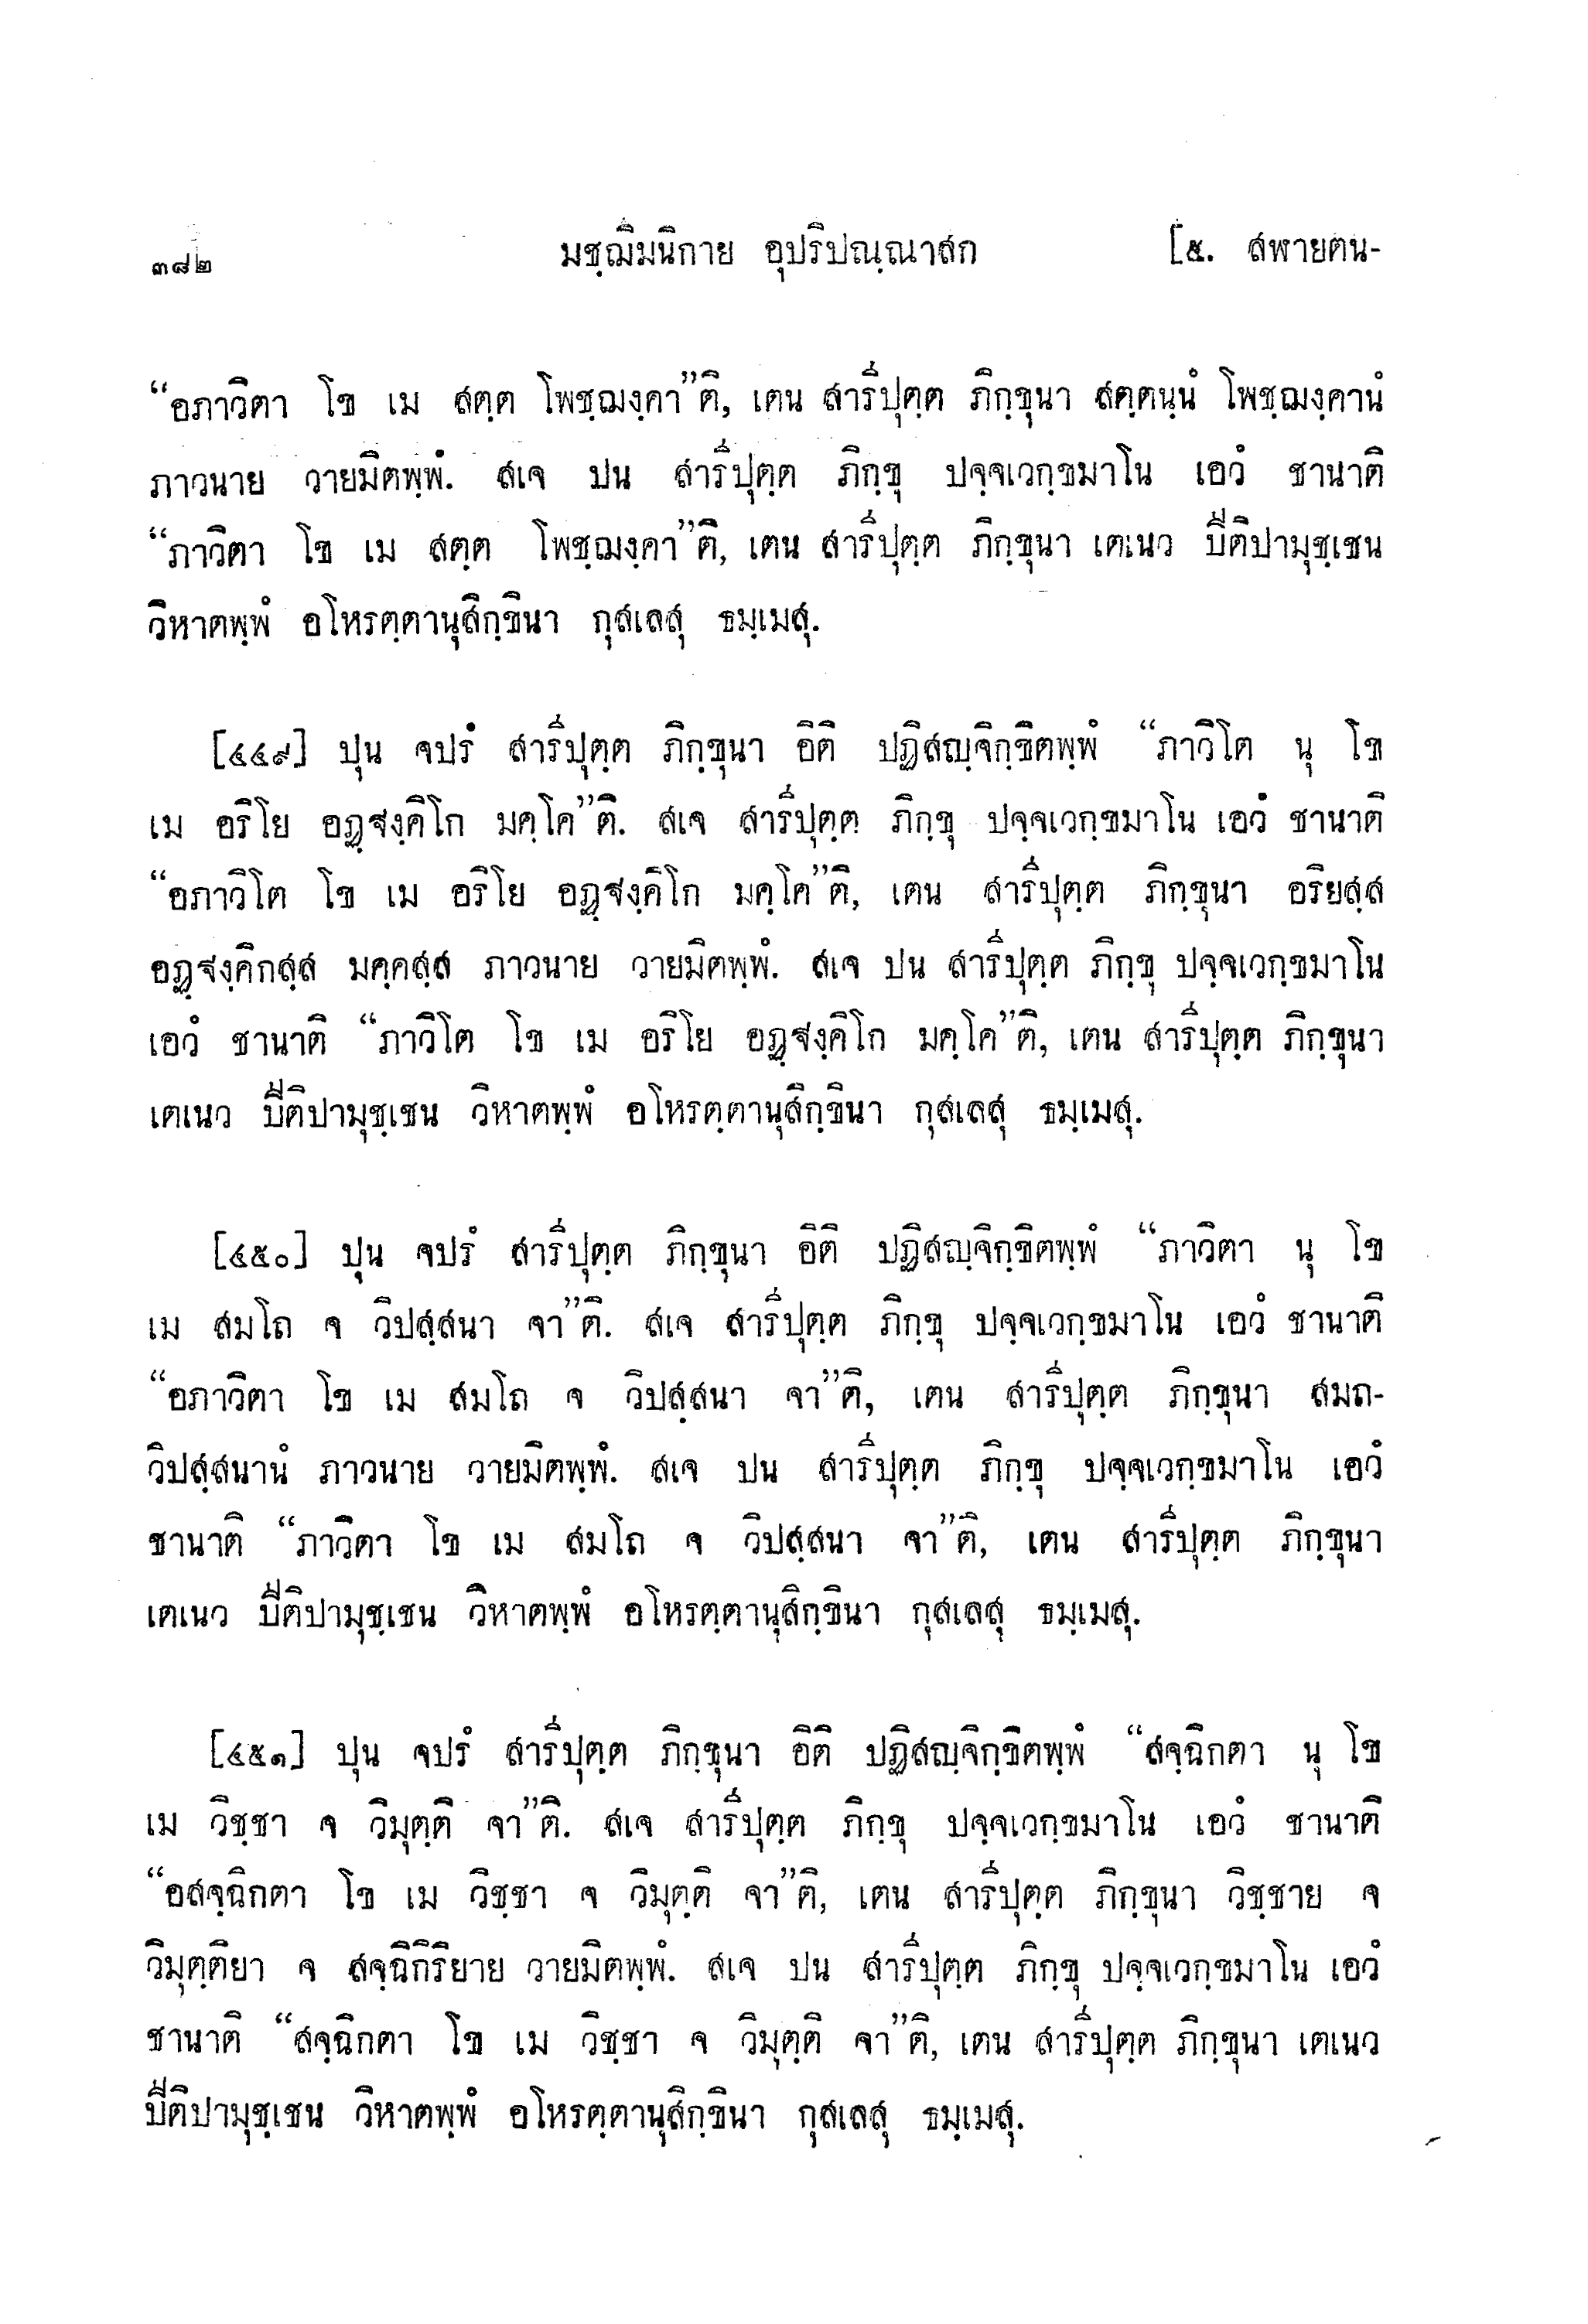 ๓๘๒ มชฺฌิมนิกาย อุปริปณฺณาสก [๕. สฬายตน-
“อภาวิตา โข เม สตฺต โพชฺฌงฺคา”ติ, เตน สาริปุตฺต ภิกฺขุนา สตฺตนฺนํ โพชฺฌงฺคานํ
ภาวนาย วายมิตพฺพํ. สเจ ปน สาริปุตฺต ภิกฺขุ ปจฺจเวกฺขมาโน เอวํ ชานาติ
“ภาวิตา โข เม สตฺต โพชฺฌงฺคา”ติ, เตน สาริปุตฺต ภิกฺขุนา เตเนว ปีติปามุชฺเชน
วิหาตพฺพํ อโหรตฺตานุสิกฺขินา กุสเลสุ ธมฺเมสุ.
[๔๔๙] ปุน จปรํ สาริปุตฺต ภิกฺขุนา อิติ ปฏิสญฺจิกฺขิตพฺพํ “ภาวิโต นุ โข
เม อริโย อฏฺฐงฺคิโก มคฺโค”ติ. สเจ สาริปุตฺต ภิกฺขุ ปจฺจเวกฺขมาโน เอวํ ชานาติ
“อภาวิโต โข เม อริโย อฏฺฐงฺคิโก มคฺโค”ติ, เตน สาริปุตฺต ภิกฺขุนา อริยสฺส
อฏฺฐงฺคิกสฺส มคฺคสฺส ภาวนาย วายมิตพฺพํ. สเจ ปน สาริปุตฺต ภิกฺขุ ปจฺจเวกฺขมาโน
เอวํ ชานาติ “ภาวิโต โข เม อริโย อฏฺฐงฺคิโก มคฺโค”ติ, เตน สาริปุตฺต ภิกฺขุนา
เตเนว ปีติปามุชฺเชน วิหาตพฺพํ อโหรตฺตานุสิกฺขินา กุสเลสุ ธมฺเมสุ.
[๔๕๐] ปุน จปรํ สาริปุตฺต ภิกฺขุนา อิติ ปฏิสญฺจิกฺขิตพฺพํ “ภาวิตา นุ โข
เม สมโถ จ วิปสฺสนา จา”ติ. สเจ สาริปุตฺต ภิกฺขุ ปจฺจเวกฺขมาโน เอวํ ชานาติ
“อภาวิตา โข เม สมโถ จ วิปสฺสนา จา”ติ, เตน สาริปุตฺต ภิกฺขุนา สมถ-
วิปสฺสนานํ ภาวนาย วายมิตพฺพํ. สเจ ปน สาริปุตฺต ภิกฺขุ ปจฺจเวกฺขมาโน เอวํ
ชานาติ “ภาวิตา โข เม สมโถ จ วิปสฺสนา จา”ติ, เตน สาริปุตฺต ภิกฺขุนา
เตเนว ปีติปามุชฺเชน วิหาตพฺพํ อโหรตฺตานุสิกฺขินา กุสเลสุ ธมฺเมสุ.
[๔๕๑] ปุน จปรํ สาริปุตฺต ภิกฺขุนา อิติ ปฏิสญฺจิกฺขิตพฺพํ “สจฺฉิกตา นุ โข
เม วิชฺชา จ วิมุตฺติ จา”ติ. สเจ สาริปุตฺต ภิกฺขุ ปจฺจเวกฺขมาโน เอวํ ชานาติ
“อสจฺฉิกตา โข เม วิชฺชา จ วิมุตฺติ จา”ติ, เตน สาริปุตฺต ภิกฺขุนา วิชฺชาย จ
วิมุตฺติยา จ สจฺฉิกิริยาย วายมิตพฺพํ. สเจ ปน สาริปุตฺต ภิกฺขุ ปจฺจเวกฺขมาโน เอวํ
ชานาติ “สจฺฉิกตา โข เม วิชฺชา จ วิมุตฺติ จา”ติ, เตน สาริปุตฺต ภิกฺขุนา เตเนว
ปีติปามุชฺเชน วิหาตพฺพํ อโหรตฺตานุสิกฺขินา กุสเลสุ ธมฺเมสุ.